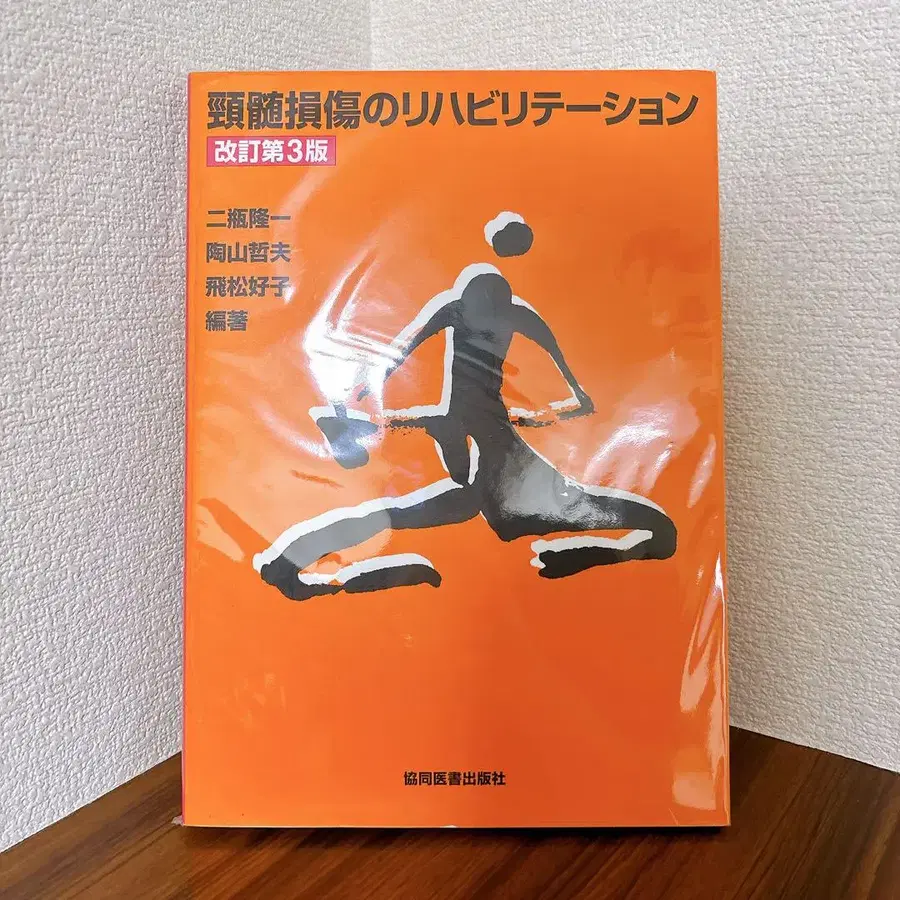 頸髄損傷のリハビリテーション
改訂第3版
二瓶隆一
陶山哲夫
飛松好子
編著
協同医書出版社